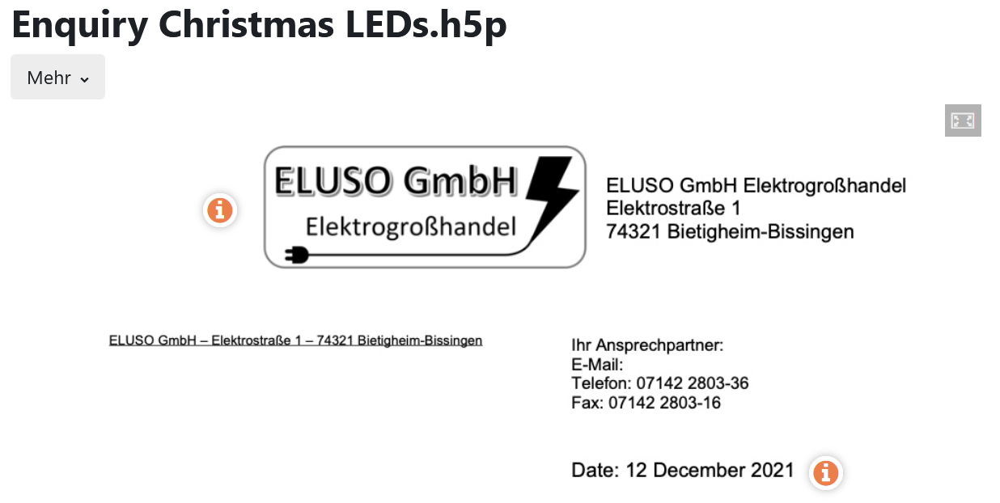 Enquiry Christmas LEDs.h5p
Mehr
ELUSO GmbH
Elektrogroßhandel
ELUSO GmbH Elektrogroßhandel
Elektrostraße 1
74321 Bietigheim-Bissingen
ELUSO GmbH – Elektrostraße 1 – 74321 Bietigheim-Bissingen
Ihr Ansprechpartner:
E-Mail:
Telefon: 07142 2803-36
Fax: 07142 2803-16
Date: 12 December 2021